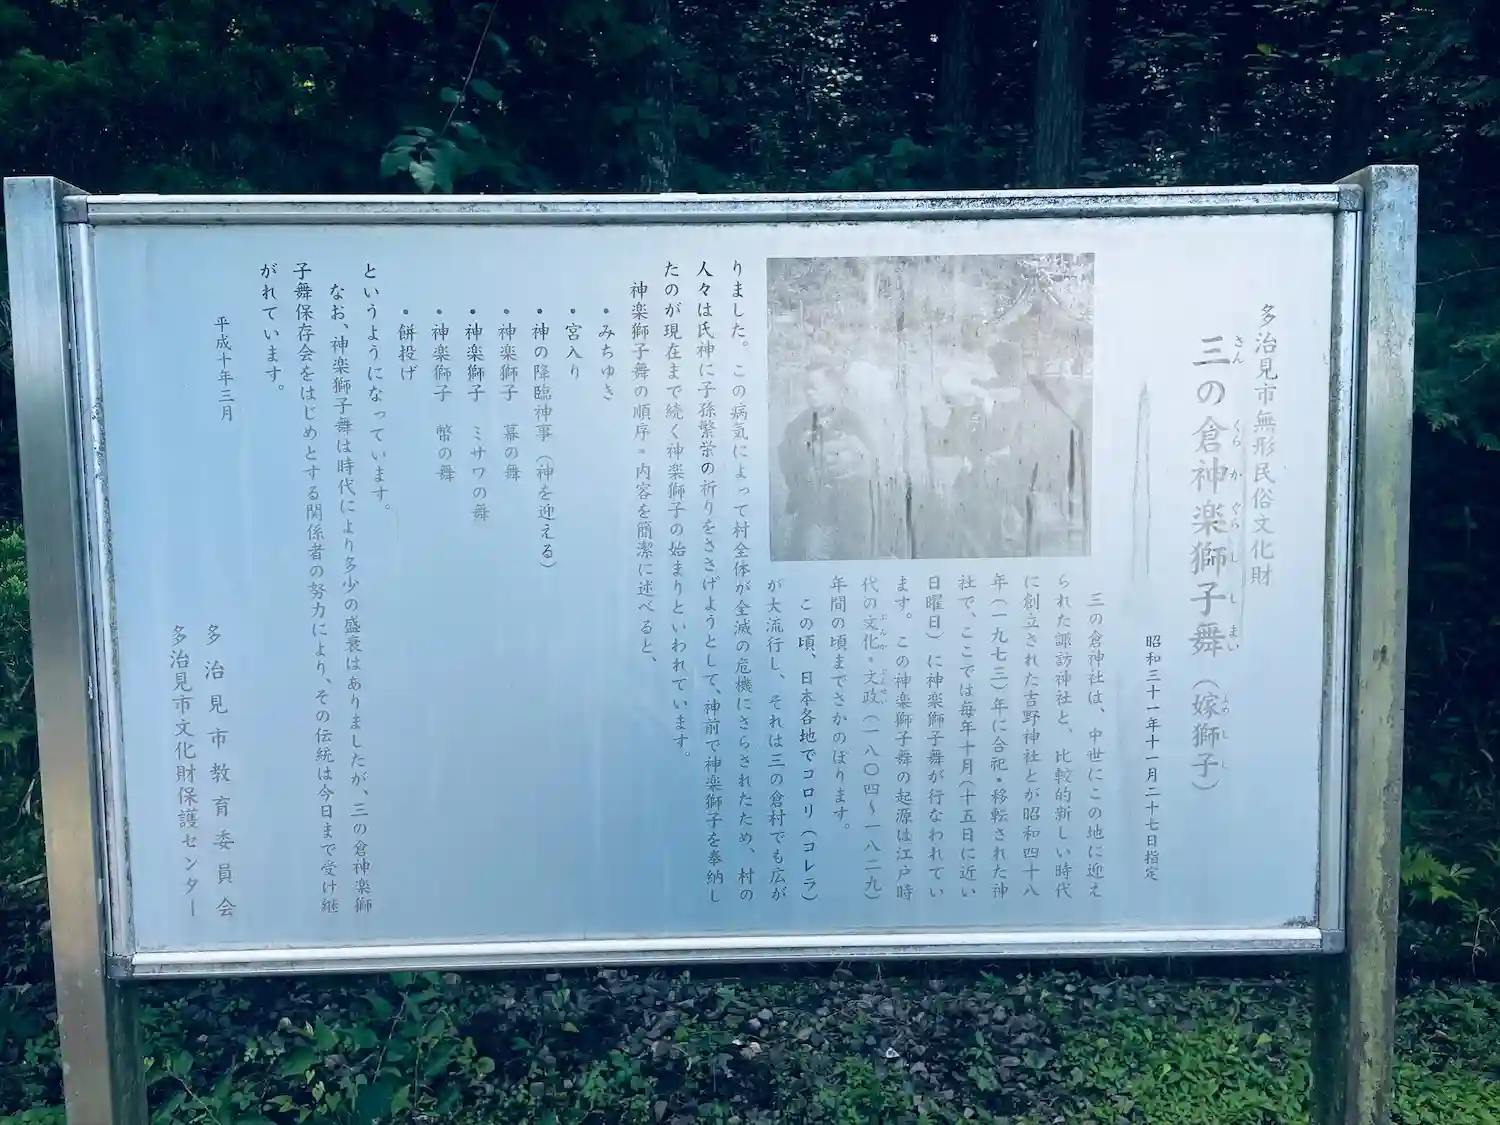 多治見市無形民俗文化財
三の倉神楽獅子舞（嫁獅子）
さん くら か ぐら し し まい よめ じ し
昭和三十一年十一月二十七日指定
三の倉神社は、中世にこの地に迎え
られた諏訪神社と、比較的新しい時代
に創立された吉野神社とが昭和四十八
年（一九七三）年に合祀・移転された神
社で、ここでは毎年十月（十五日に近い
日曜日）に神楽獅子舞が行なわれてい
ます。この神楽獅子舞の起源は江戸時
代の文化・文政（一八〇四〜一八二九）
ぶんか ぶんせい
年間の頃までさかのぼります。
この頃、日本各地でコロリ（コレラ）
が大流行し、それは三の倉村でも広が
りました。この病気によって村全体が全滅の危機にさらされたため、村の
人々は氏神に子孫繁栄の祈りをささげようとして、神前で神楽獅子を奉納し
たのが現在まで続く神楽獅子の始まりといわれています。
神楽獅子舞の順序・内容を簡潔に述べると、
・みちゆき
・宮入り
・神の降臨神事（神を迎える）
・神楽獅子 幕の舞
・神楽獅子 ミサワの舞
・神楽獅子 幣の舞
・餅投げ
というようになっています。
なお、神楽獅子舞は時代により多少の盛衰はありましたが、三の倉神楽獅
子舞保存会をはじめとする関係者の努力により、その伝統は今日まで受け継
がれています。
平成十年三月
多治見市教育委員会
多治見市文化財保護センター